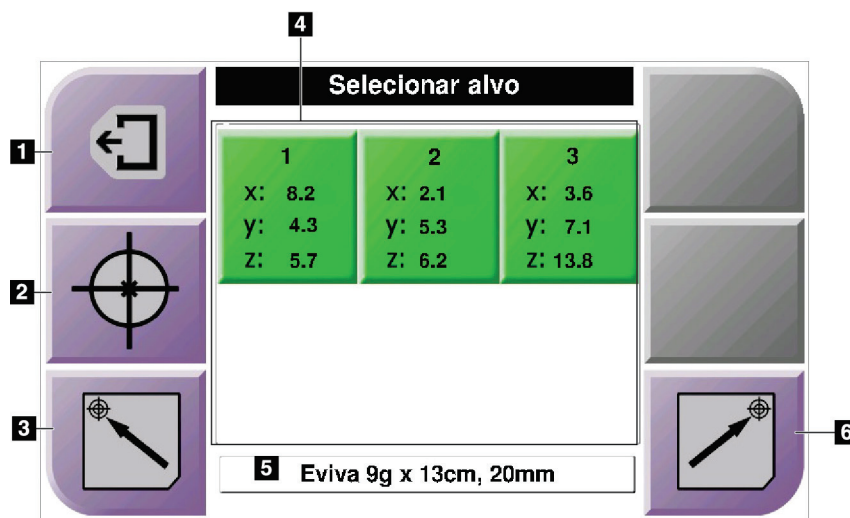 4
Selecionar alvo
1
1 2 3
x: 8.2 x: 2.1 x: 3.6
y: 4.3 y: 5.3 y: 7.1
z: 5.7 z: 6.2 z: 13.8
2
3
6
5 Eviva 9g x 13cm, 20mm